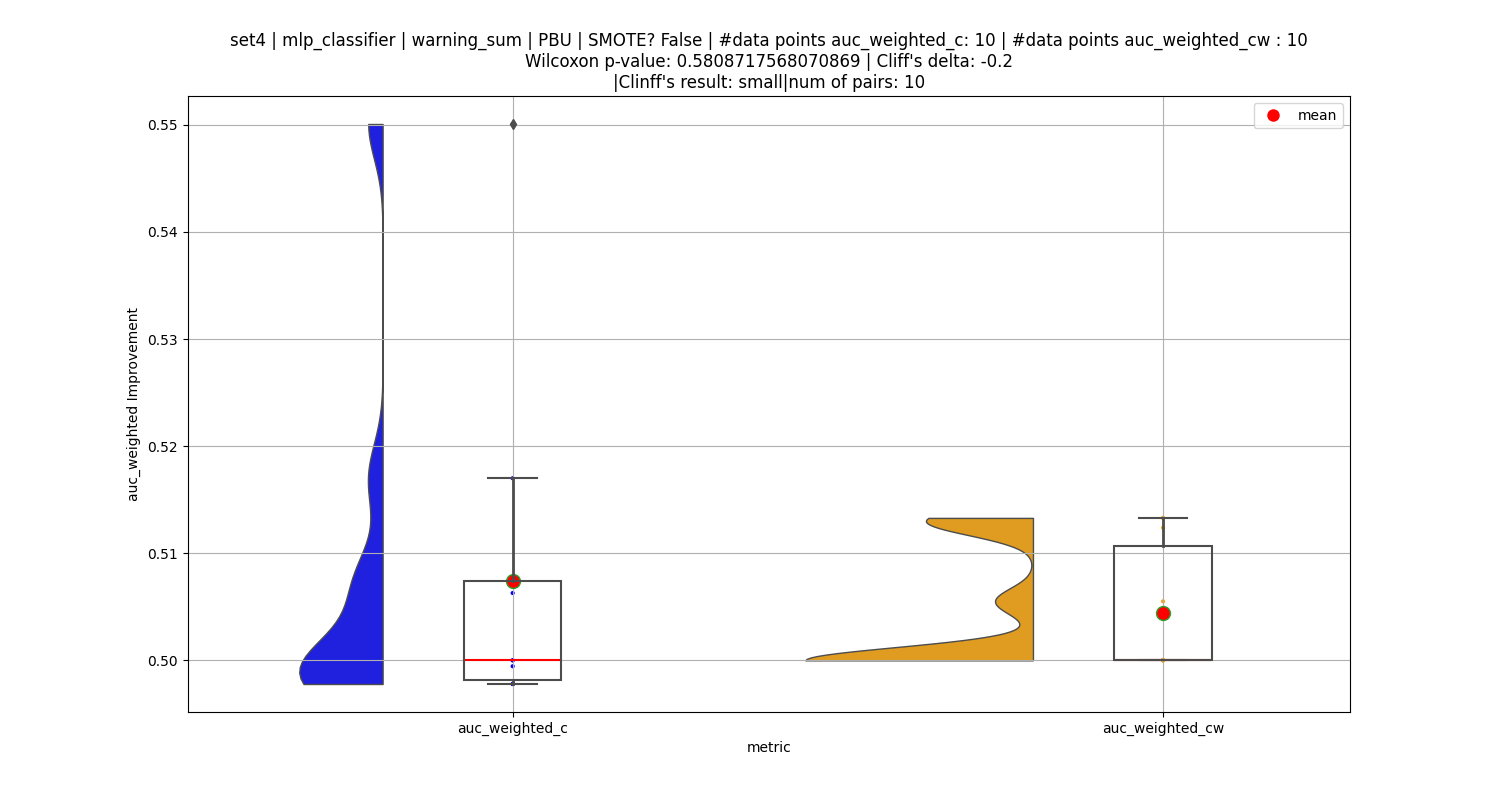 set4 | mlp_classifier | warning_sum | PBU | SMOTE? False | #data points auc_weighted_c: 10 | #data points auc_weighted_cw : 10
Wilcoxon p-value: 0.5808717568070869 | Cliff's delta: -0.2
|Clinff's result: small|num of pairs: 10
mean
0.55
0.54
0.53
0.52
0.51
0.50
auc_weighted Improvement
auc_weighted_c
auc_weighted_cw
metric